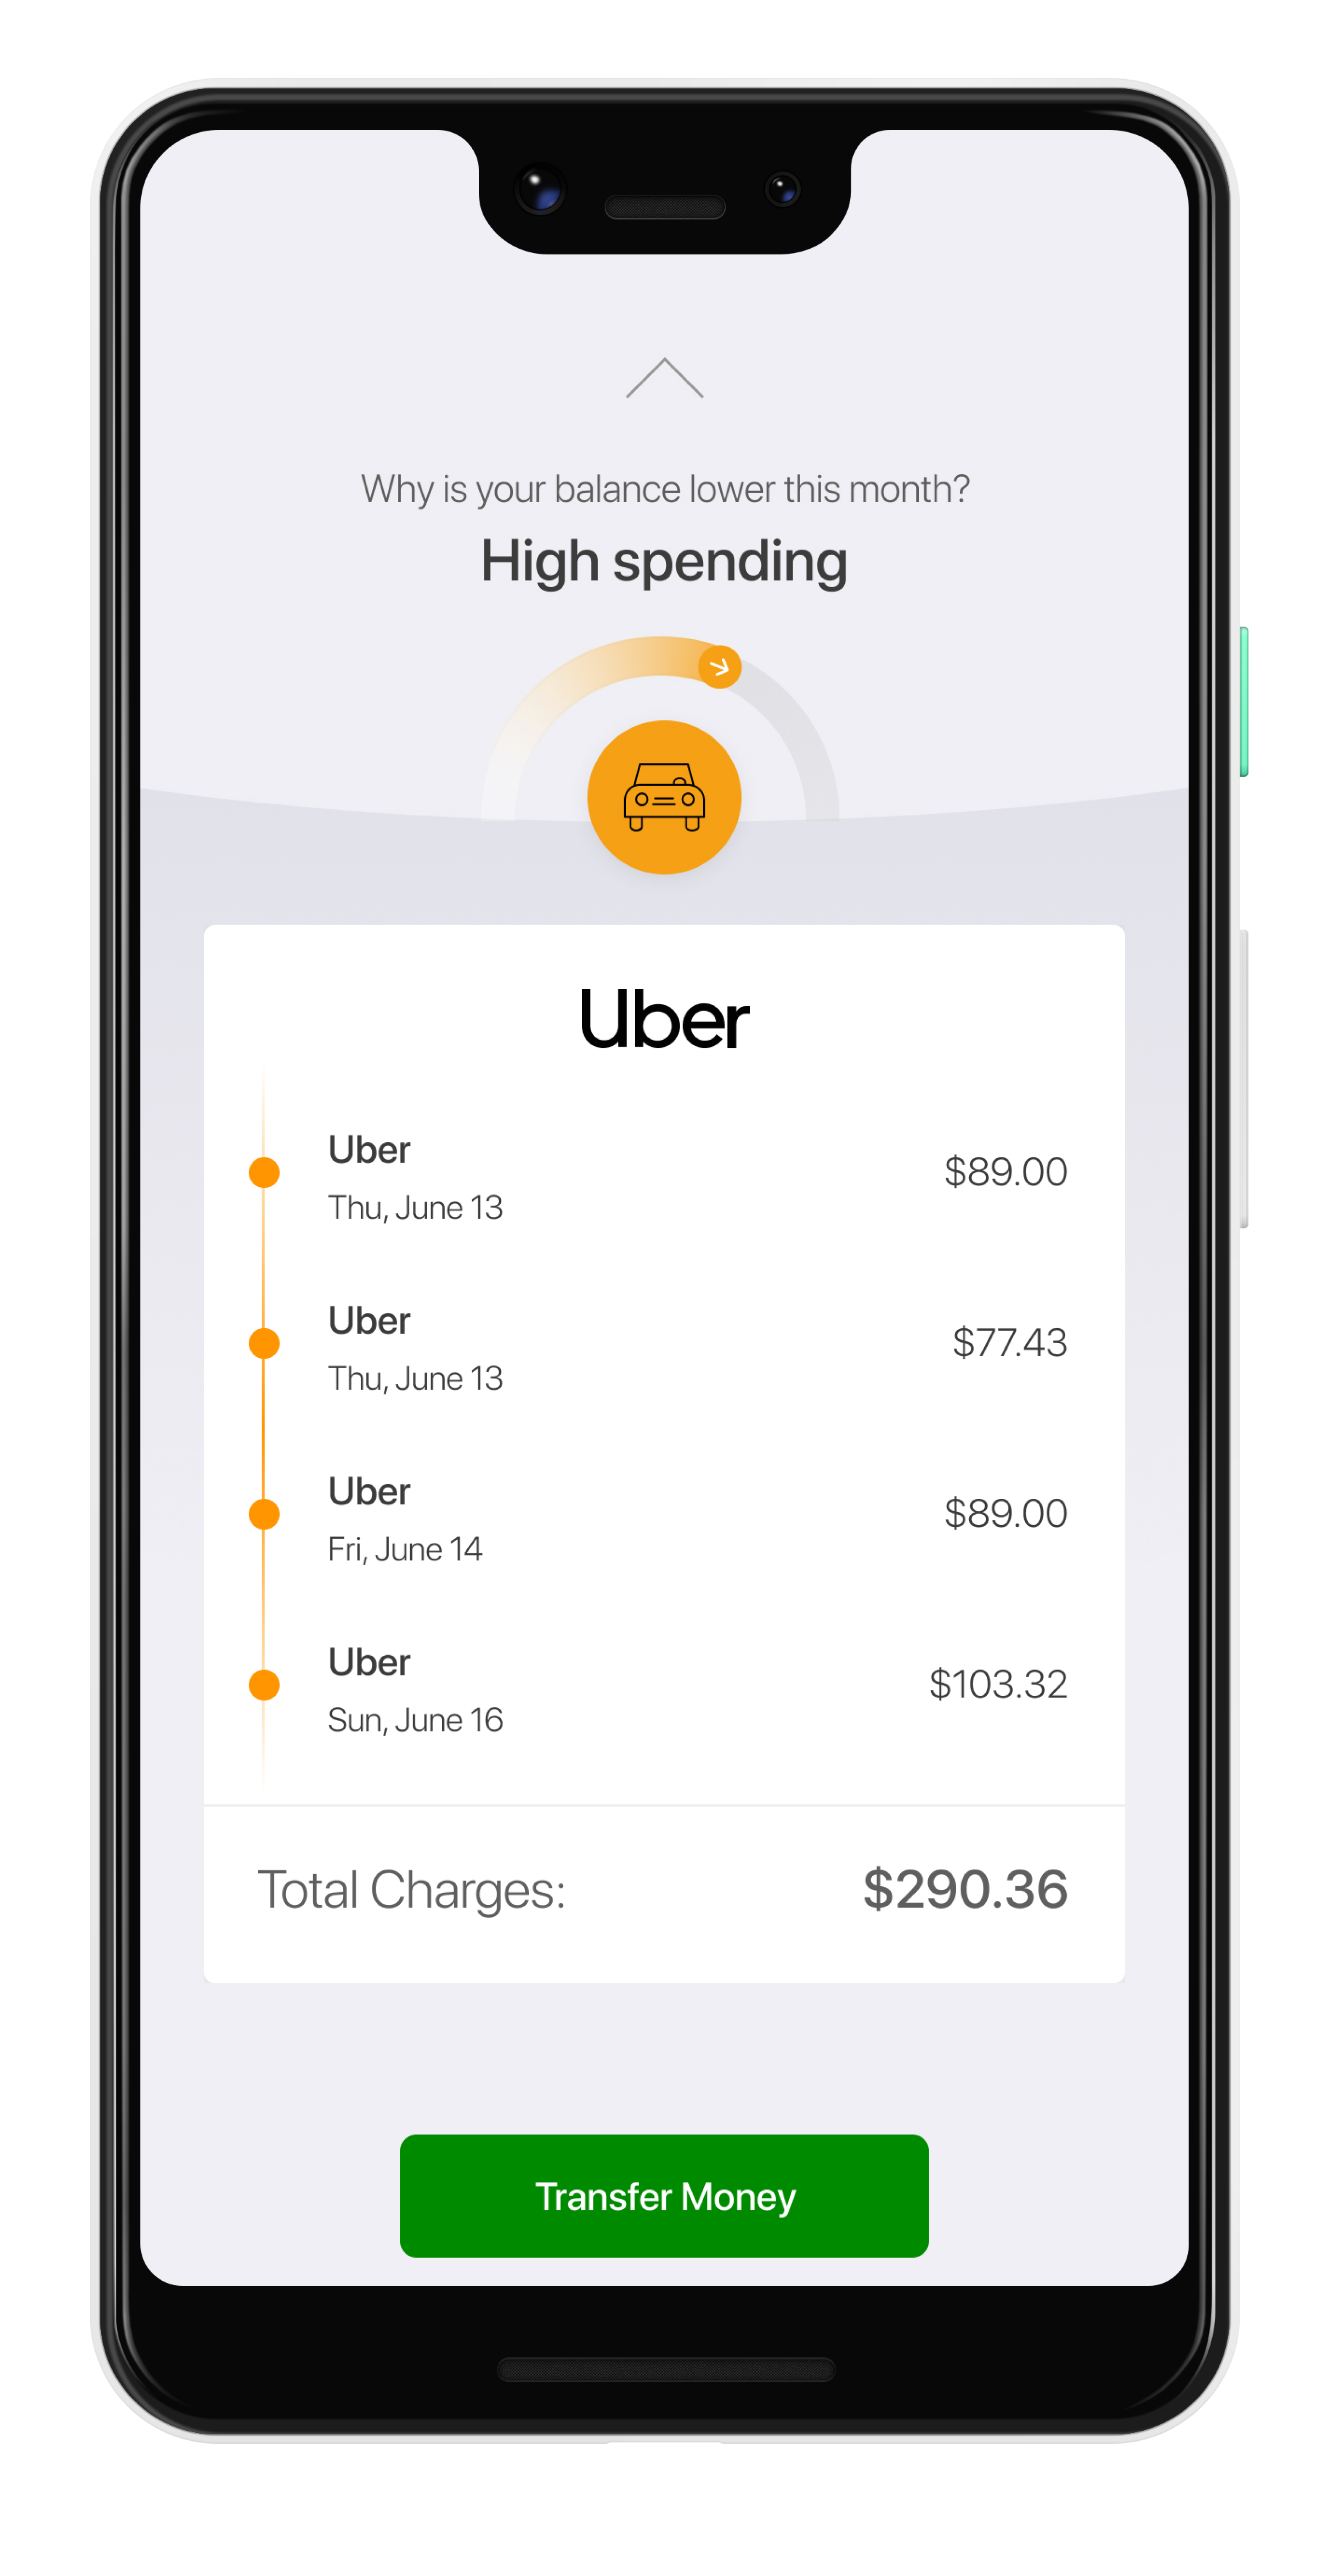 Why is your balance lower this month?
High spending
Uber
Uber
$89.00
Thu, June 13
Uber
$77.43
Thu, June 13
Uber
$89.00
Fri, June 14
Uber
$103.32
Sun, June 16
Total Charges: $290.36
Transfer Money